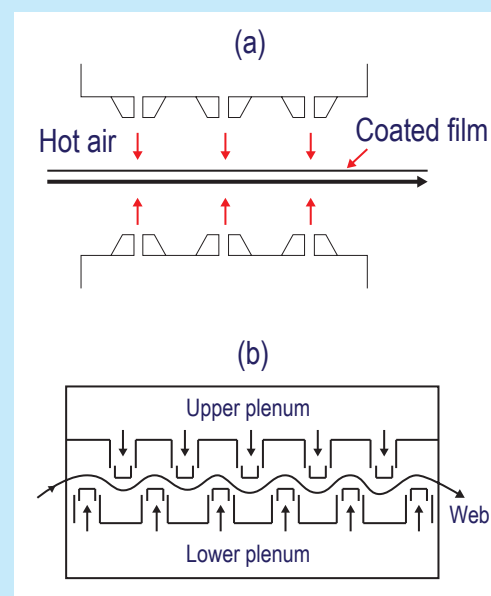 (a)
Hot air
Coated film
(b)
Upper plenum
Web
Lower plenum